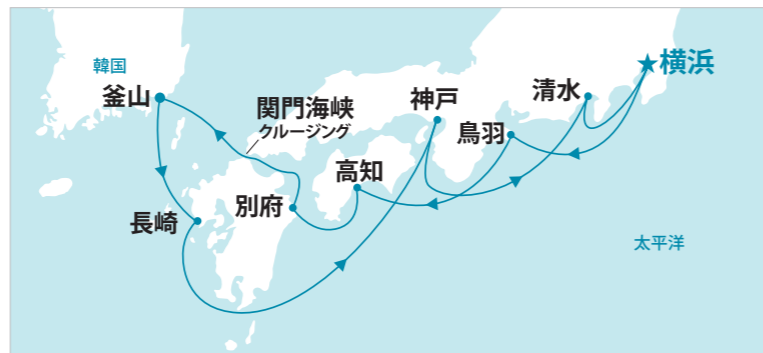 韓国
釜山
関門海峡
クルージング
神戸
清水
★横浜
鳥羽
高知
別府
長崎
太平洋